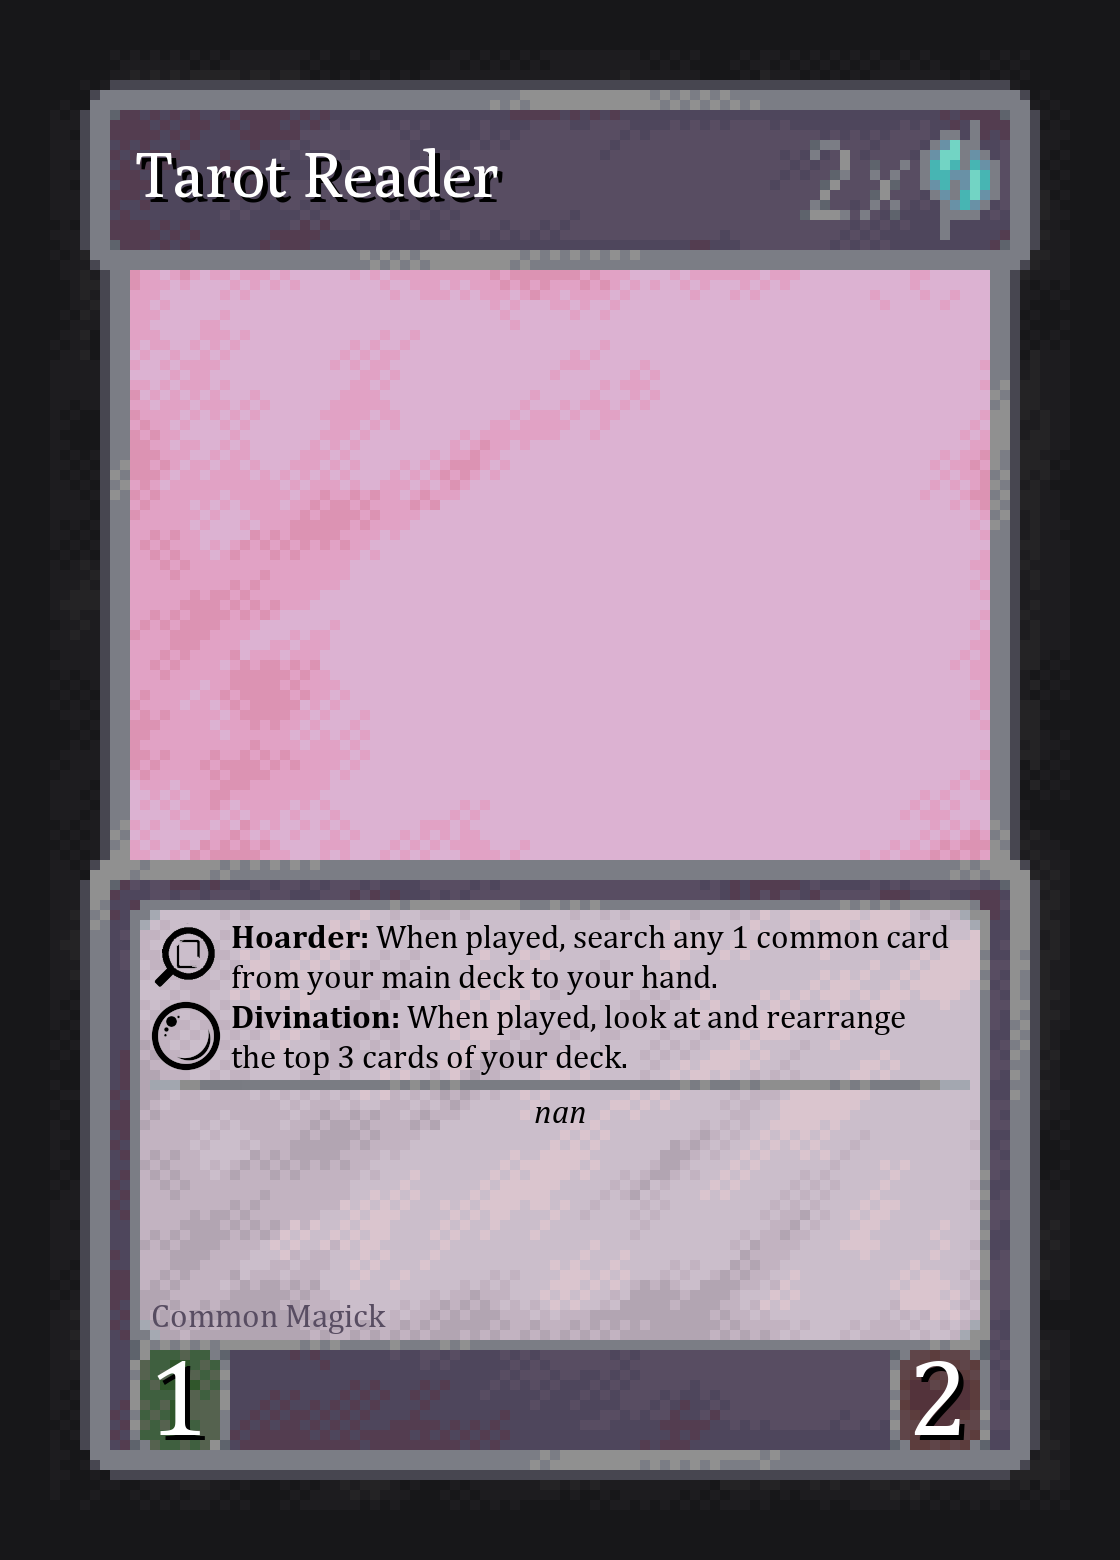 Tarot Reader
2x
Hoarder: When played, search any 1 common card
from your main deck to your hand.
Divination: When played, look at and rearrange
the top 3 cards of your deck.
nan
Common Magick
1
2